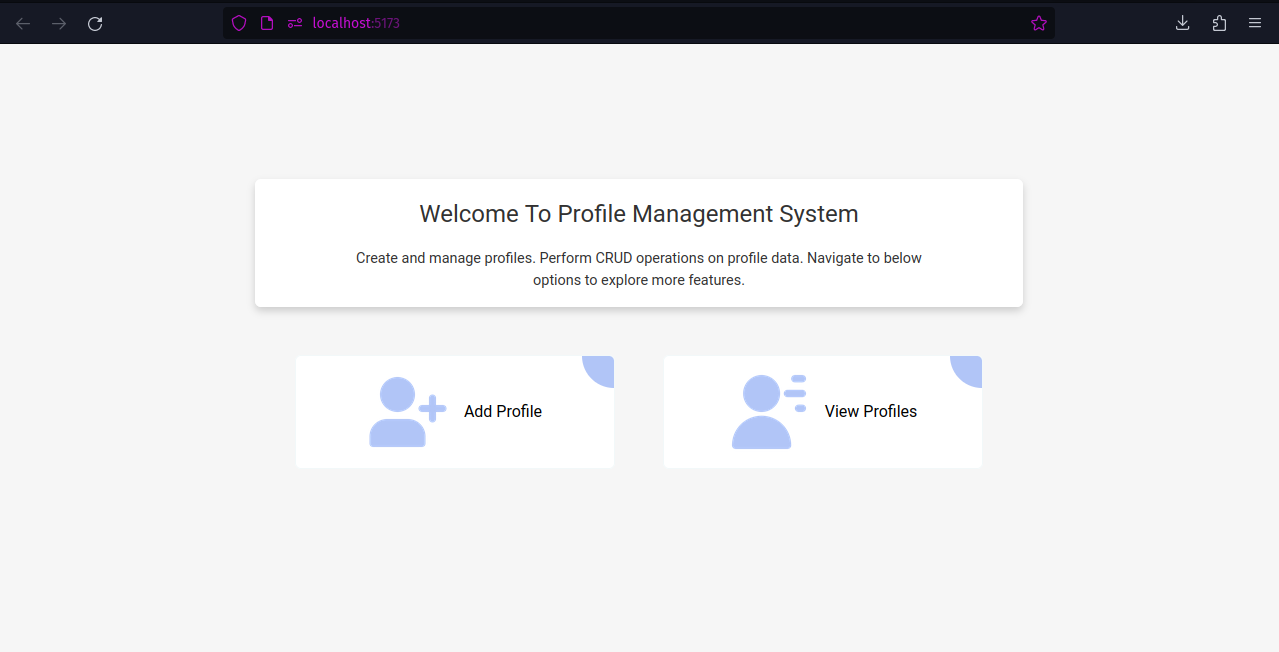 localhost:5173
Welcome To Profile Management System
Create and manage profiles. Perform CRUD operations on profile data. Navigate to below
options to explore more features.
Add Profile
View Profiles